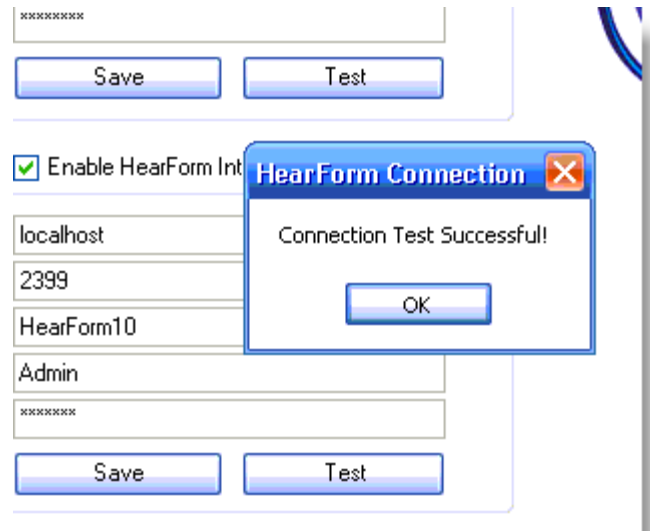 ××××××××
Save Test
Enable HearForm Int
HearForm Connection
Connection Test Successful!
OK
localhost
2399
HearForm10
Admin
×××××××
Save Test